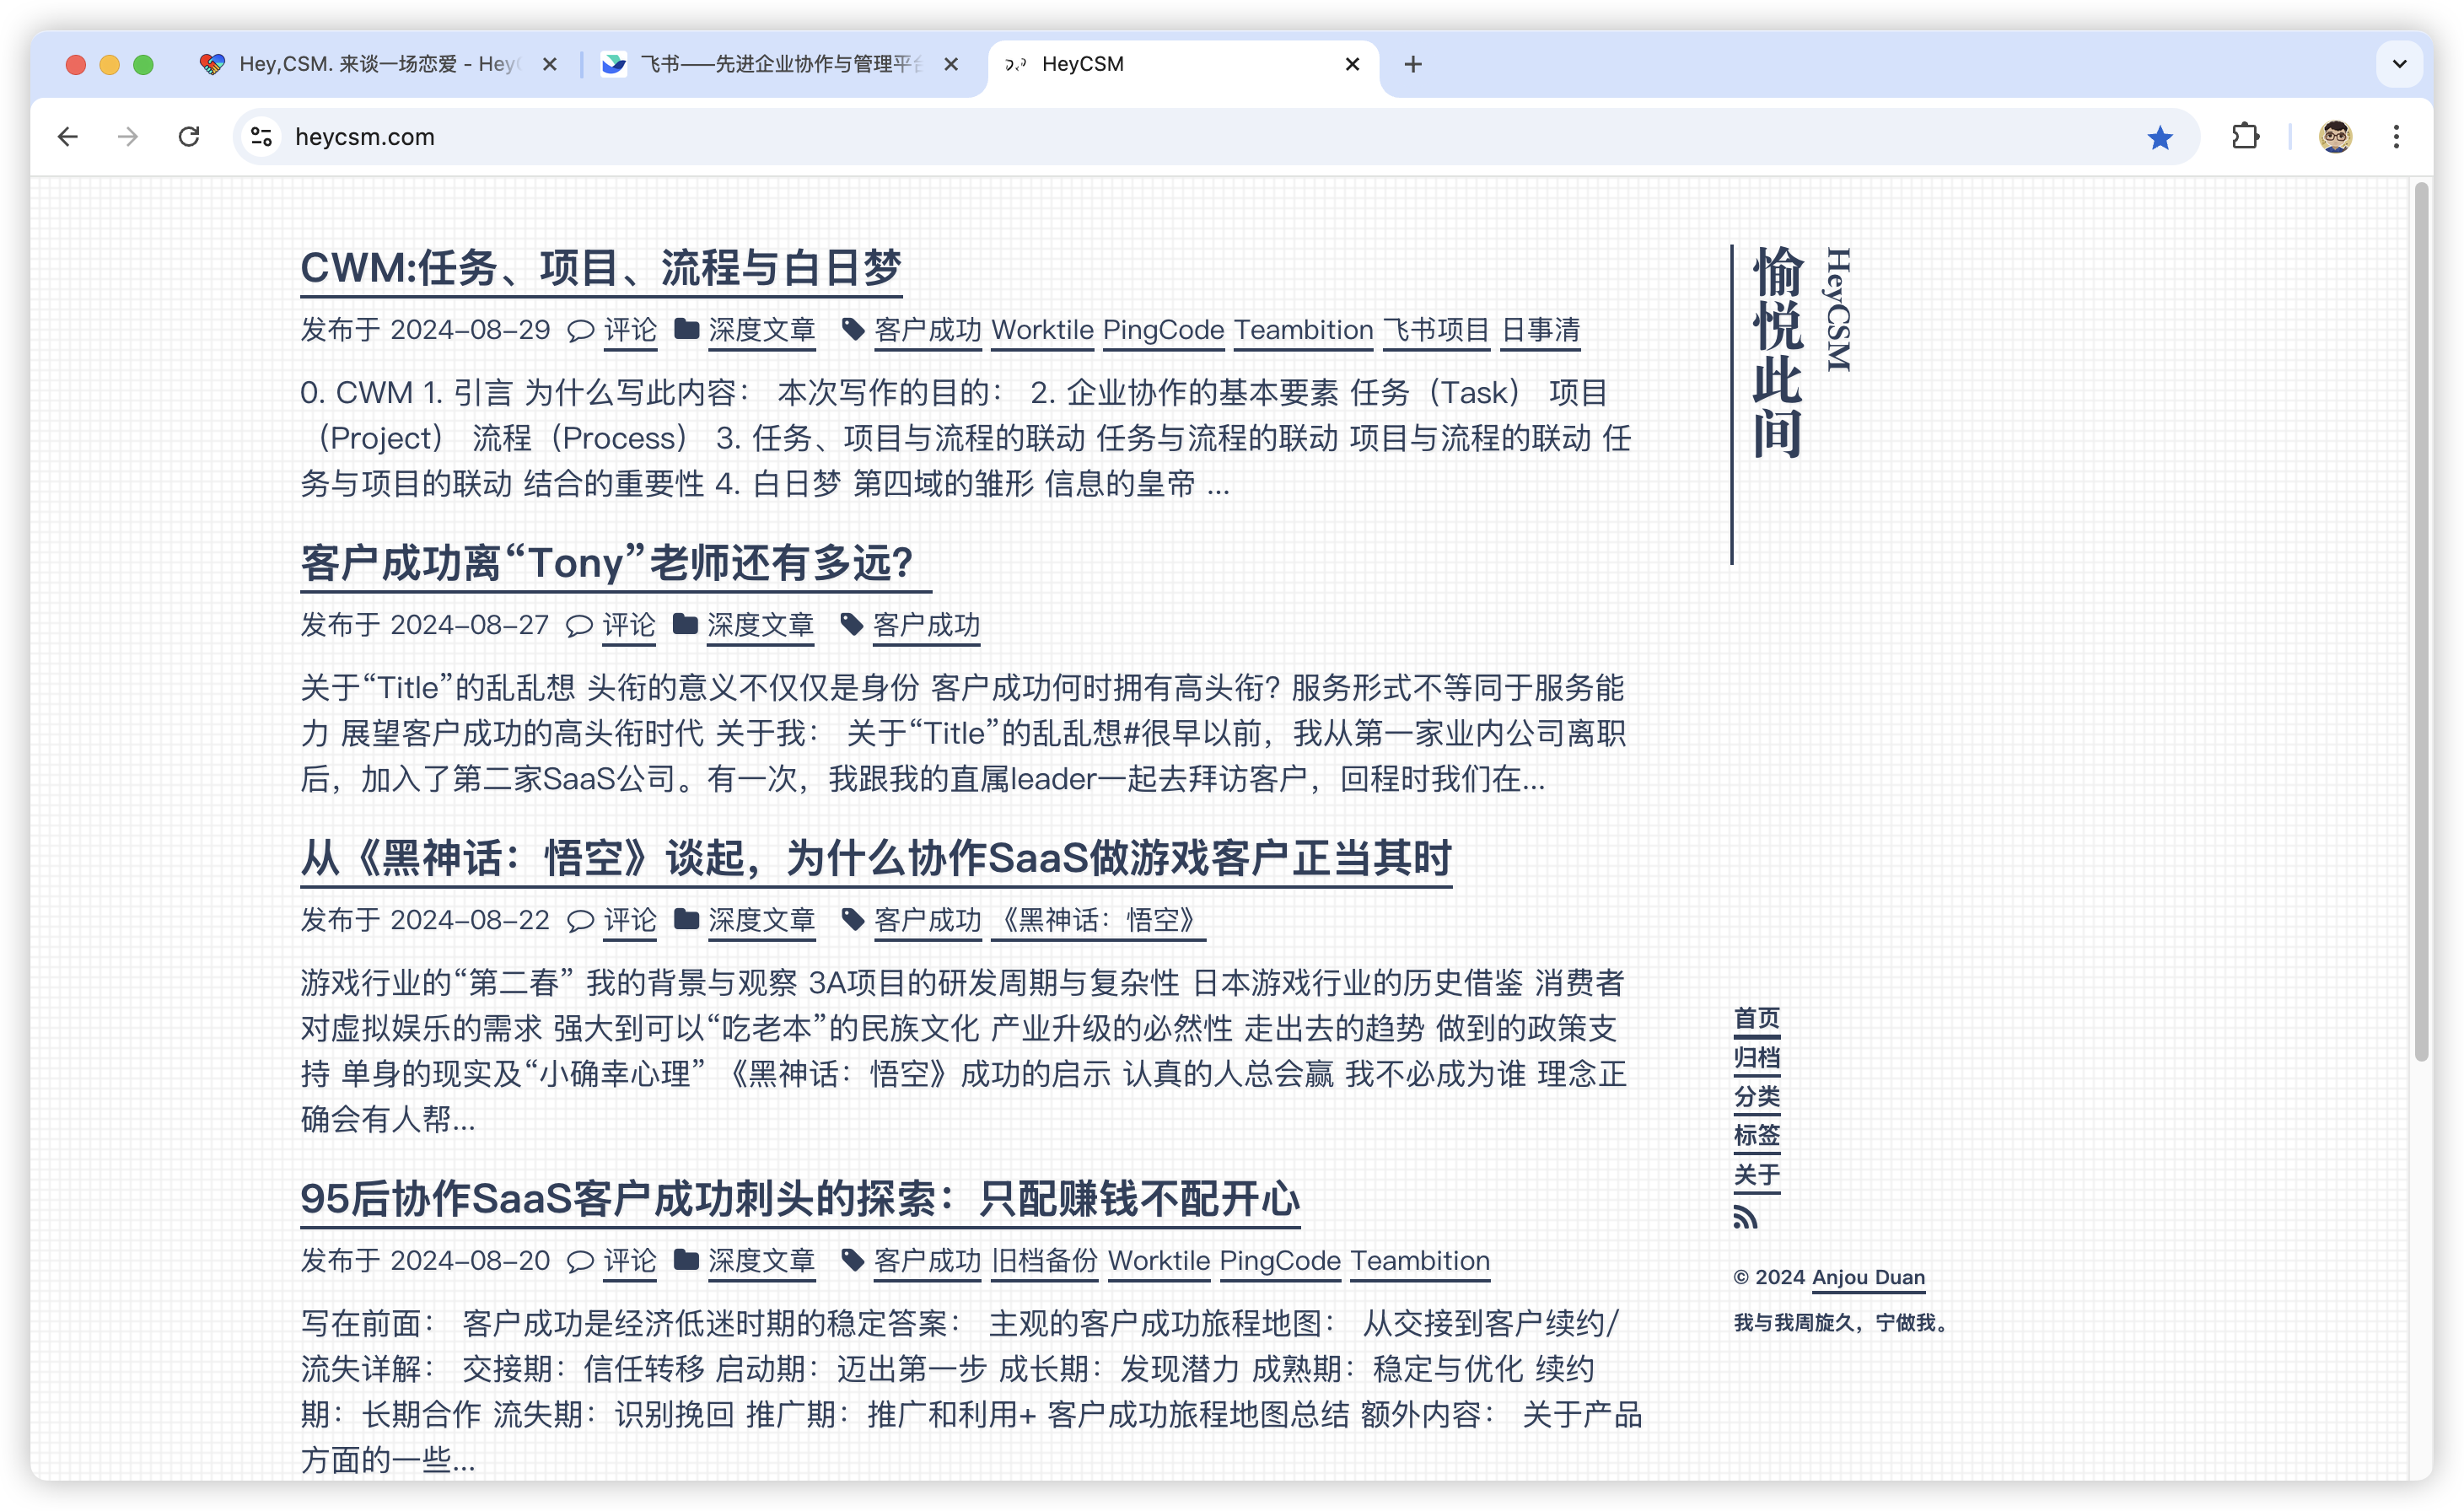 Hey,CSM. 来谈一场恋爱 - Hey
飞书——先进企业协作与管理平
HeyCSM
heycsm.com
CWM:任务、项目、流程与白日梦
发布于 2024-08-29 评论 深度文章 客户成功 Worktile PingCode Teambition 飞书项目 日事清
0. CWM 1. 引言 为什么写此内容： 本次写作的目的： 2. 企业协作的基本要素 任务（Task） 项目
（Project） 流程（Process） 3. 任务、项目与流程的联动 任务与流程的联动 项目与流程的联动 任
务与项目的联动 结合的重要性 4. 白日梦 第四域的雏形 信息的皇帝 ...
客户成功离“Tony”老师还有多远？
发布于 2024-08-27 评论 深度文章 客户成功
关于“Title”的乱乱想 头衔的意义不仅仅是身份 客户成功何时拥有高头衔？服务形式不等同于服务能
力 展望客户成功的高头衔时代 关于我： 关于“Title”的乱乱想#很早以前，我从第一家业内公司离职
后，加入了第二家SaaS公司。有一次，我跟我的直属leader一起去拜访客户，回程时我们在...
从《黑神话：悟空》谈起，为什么协作SaaS做游戏客户正当其时
发布于 2024-08-22 评论 深度文章 客户成功 《黑神话：悟空》
游戏行业的“第二春” 我的背景与观察 3A项目的研发周期与复杂性 日本游戏行业的历史借鉴 消费者
对虚拟娱乐的需求 强大到可以“吃老本”的民族文化 产业升级的必然性 走出去的趋势 做到的政策支
持 单身的现实及“小确幸心理” 《黑神话：悟空》成功的启示 认真的人总会赢 我不必成为谁 理念正
确会有人帮...
95后协作SaaS客户成功刺头的探索：只配赚钱不配开心
发布于 2024-08-20 评论 深度文章 客户成功 旧档备份 Worktile PingCode Teambition
写在前面： 客户成功是经济低迷时期的稳定答案： 主观的客户成功旅程地图： 从交接到客户续约/
流失详解： 交接期：信任转移 启动期：迈出第一步 成长期：发现潜力 成熟期：稳定与优化 续约
期：长期合作 流失期：识别挽回 推广期：推广和利用+ 客户成功旅程地图总结 额外内容： 关于产品
方面的一些...
HeyCSM
愉悦此间
首页
归档
分类
标签
关于
© 2024 Anjou Duan
我与我周旋久，宁做我。